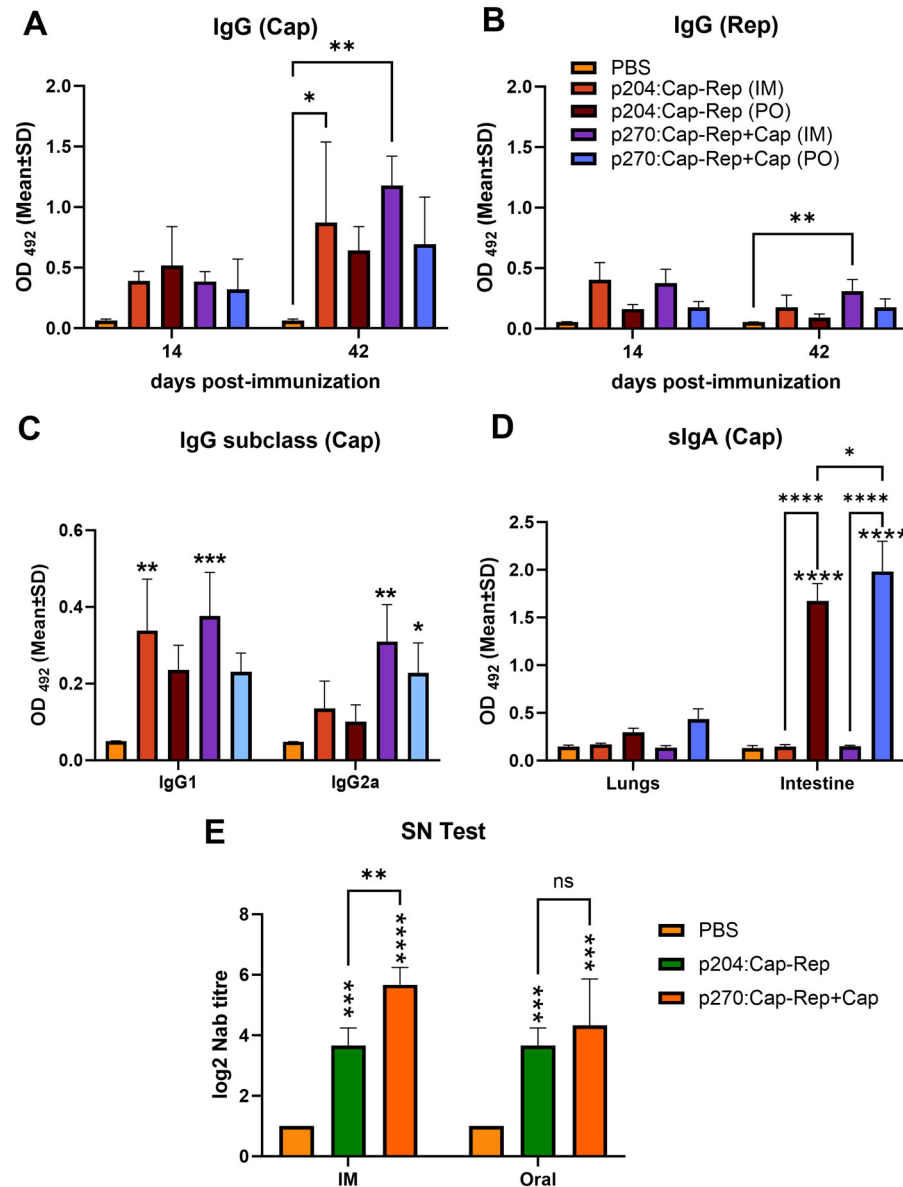 A
IgG (Cap)
**
*
2.0
1.5
1.0
0.5
0.0
OD 492 (Mean±SD)
14
42
days post-immunization
B
IgG (Rep)
PBS
p204:Cap-Rep (IM)
p204:Cap-Rep (PO)
p270:Cap-Rep+Cap (IM)
p270:Cap-Rep+Cap (PO)
**
2.0
1.5
1.0
0.5
0.0
OD 492 (Mean±SD)
14
42
days post-immunization
C
IgG subclass (Cap)
0.6
0.4
0.2
0.0
OD 492 (Mean±SD)
**
***
**
*
IgG1
IgG2a
D
sIgA (Cap)
*
**** ****
****
****
2.5
2.0
1.5
1.0
0.5
0.0
OD 492 (Mean±SD)
Lungs
Intestine
E
SN Test
**
ns
8
6
4
2
0
log2 Nab titre
***
****
***
***
IM
Oral
PBS
p204:Cap-Rep
p270:Cap-Rep+Cap